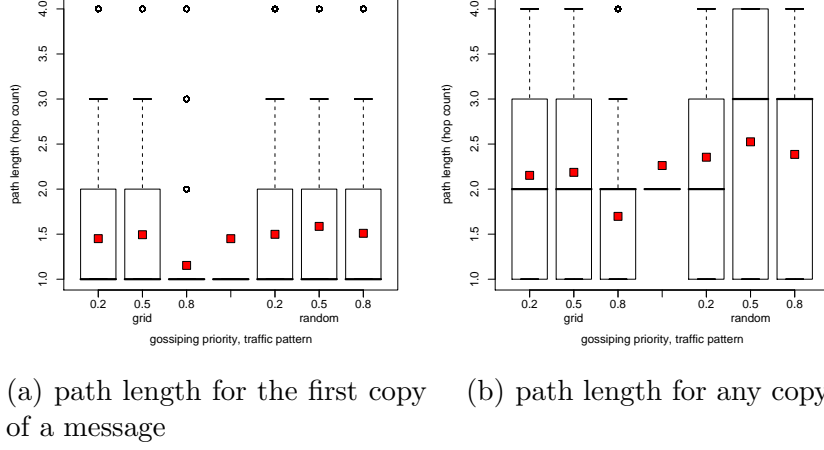 path length (hop count)
4.0
3.5
3.0
2.5
2.0
1.5
1.0
0.2 0.5 0.8 0.2 0.5 0.8
grid random
gossiping priority, traffic pattern
(a) path length for the first copy
of a message
path length (hop count)
4.0
3.5
3.0
2.5
2.0
1.5
1.0
0.2 0.5 0.8 0.2 0.5 0.8
grid random
gossiping priority, traffic pattern
(b) path length for any copy